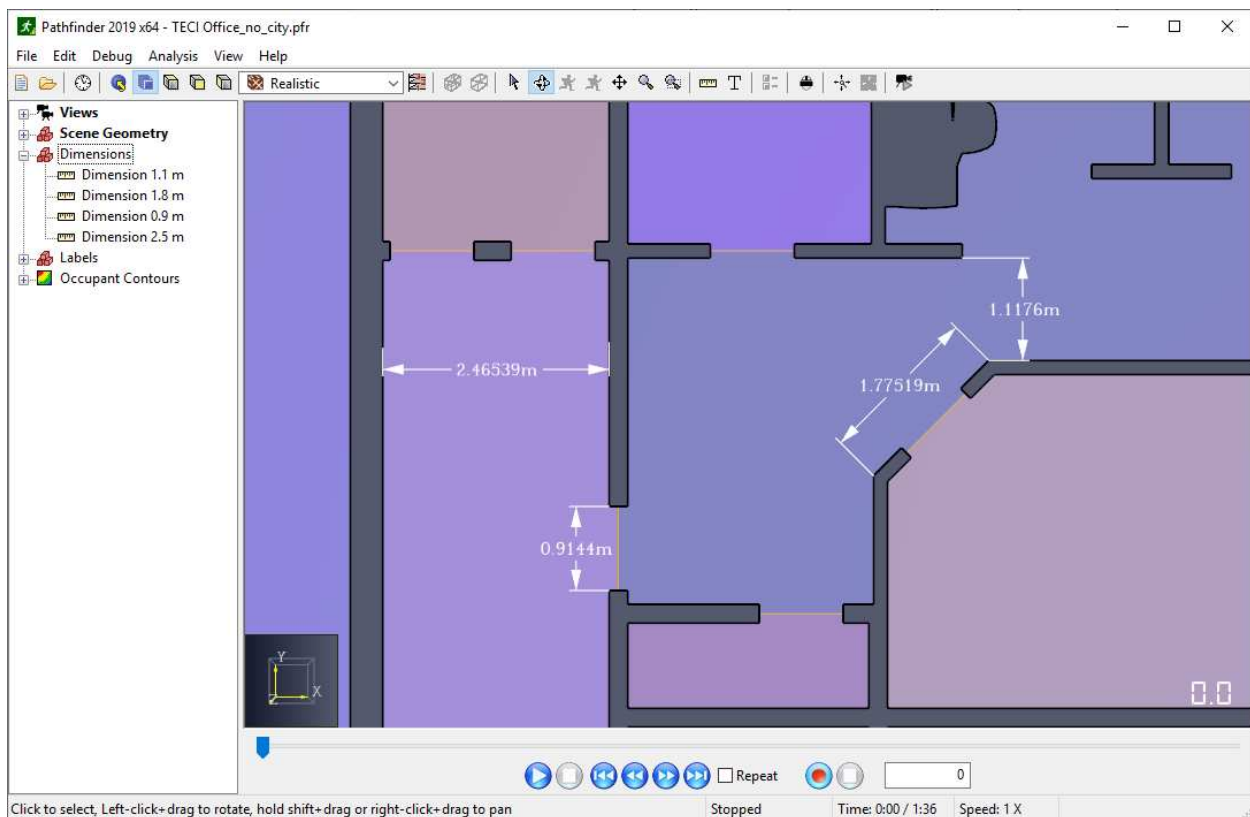 Pathfinder 2019 x64 - TECI Office_no_city.pfr
File Edit Debug Analysis View Help
Realistic
Views
Scene Geometry
Dimensions
Dimension 1.1 m
Dimension 1.8 m
Dimension 0.9 m
Dimension 2.5 m
Labels
Occupant Contours
1.1176m
2.46539m
1.77519m
0.9144m
Y
X
Z
0.0
Repeat
0
Click to select, Left-click+drag to rotate, hold shift+drag or right-click+drag to pan Stopped Time: 0:00 / 1:36 Speed: 1 X